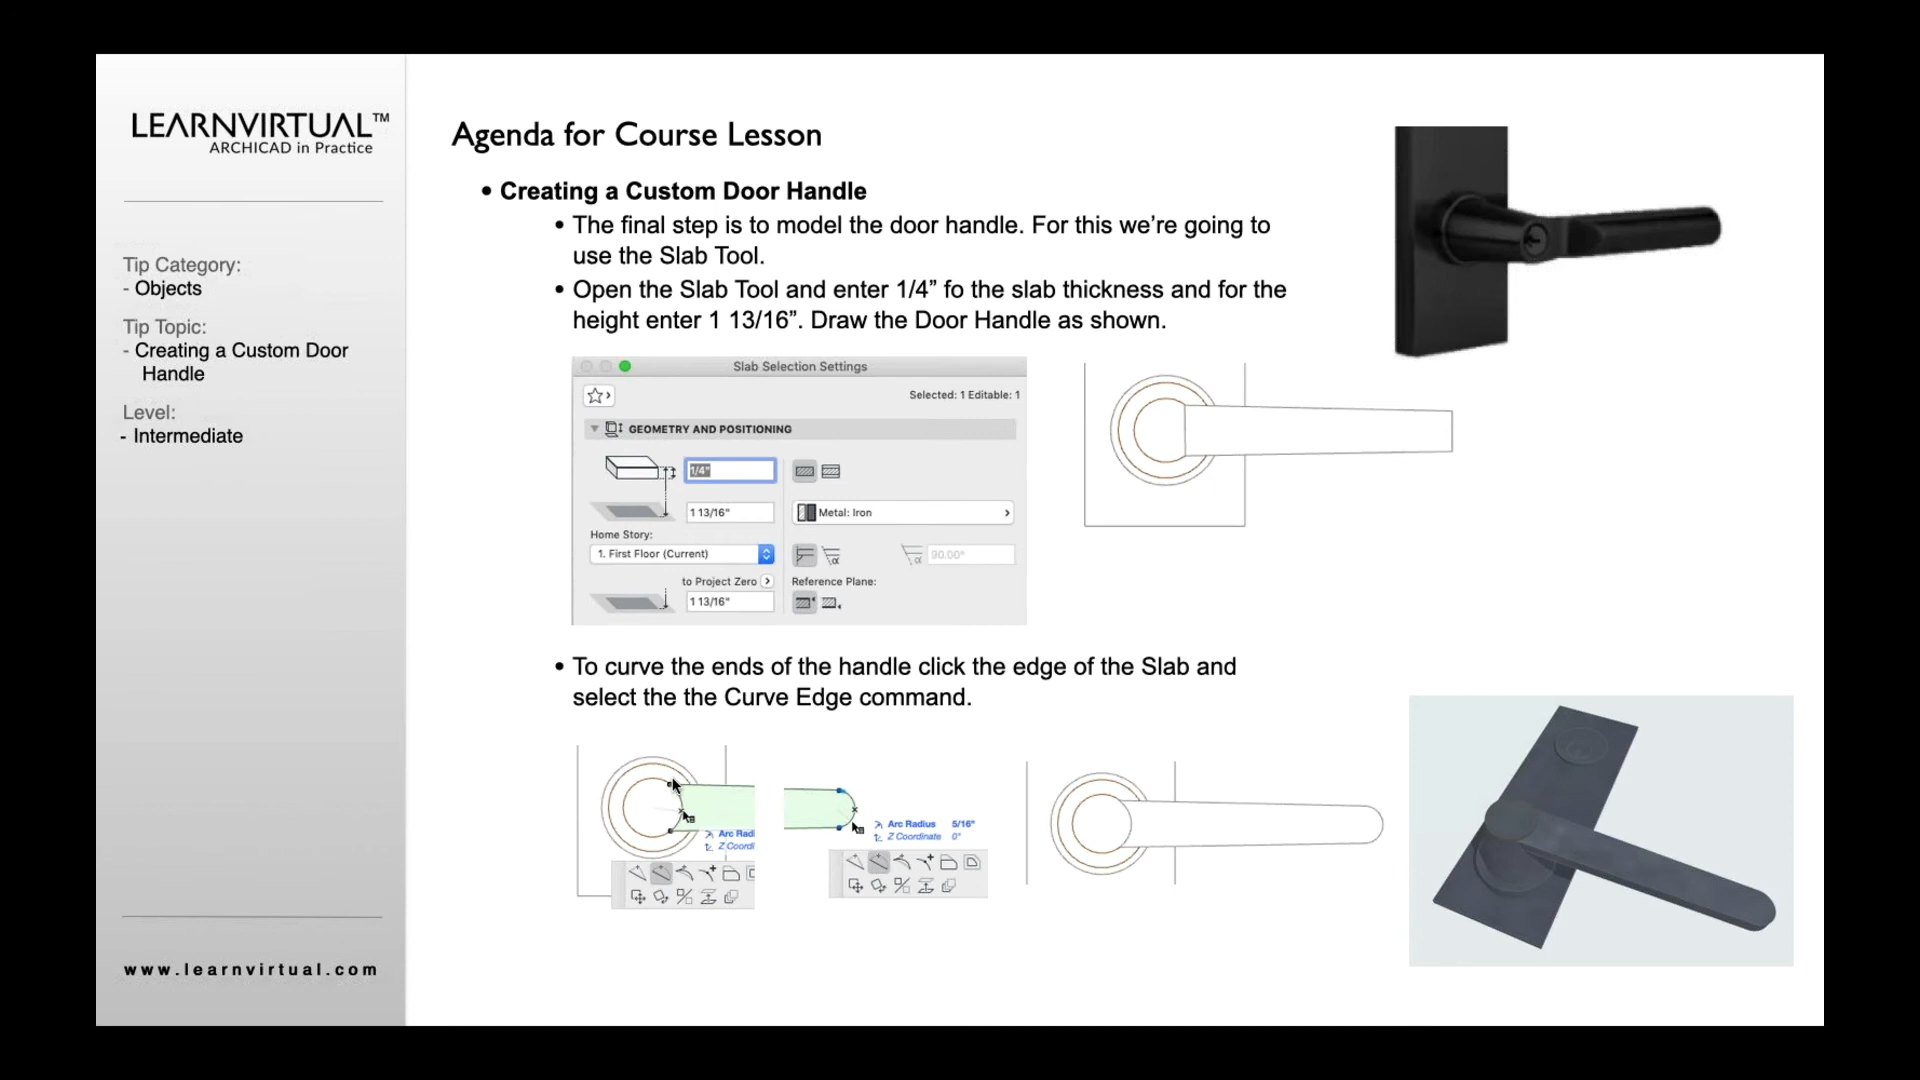 LEARNVIRTUAL™
ARCHICAD in Practice
Tip Category:
- Objects
Tip Topic:
- Creating a Custom Door
Handle
Level:
- Intermediate
www.learnvirtual.com
Agenda for Course Lesson
• Creating a Custom Door Handle
• The final step is to model the door handle. For this we’re going to
use the Slab Tool.
• Open the Slab Tool and enter 1/4” fo the slab thickness and for the
height enter 1 13/16”. Draw the Door Handle as shown.
Slab Selection Settings
Selected: 1 Editable: 1
GEOMETRY AND POSITIONING
1/4"
1 13/16"
Metal: Iron
Home Story:
1. First Floor (Current)
90.00°
to Project Zero
Reference Plane:
1 13/16"
• To curve the ends of the handle click the edge of the Slab and
select the the Curve Edge command.
Arc Radi
Z Coordi
Arc Radius 5/16"
Z Coordinate 0"